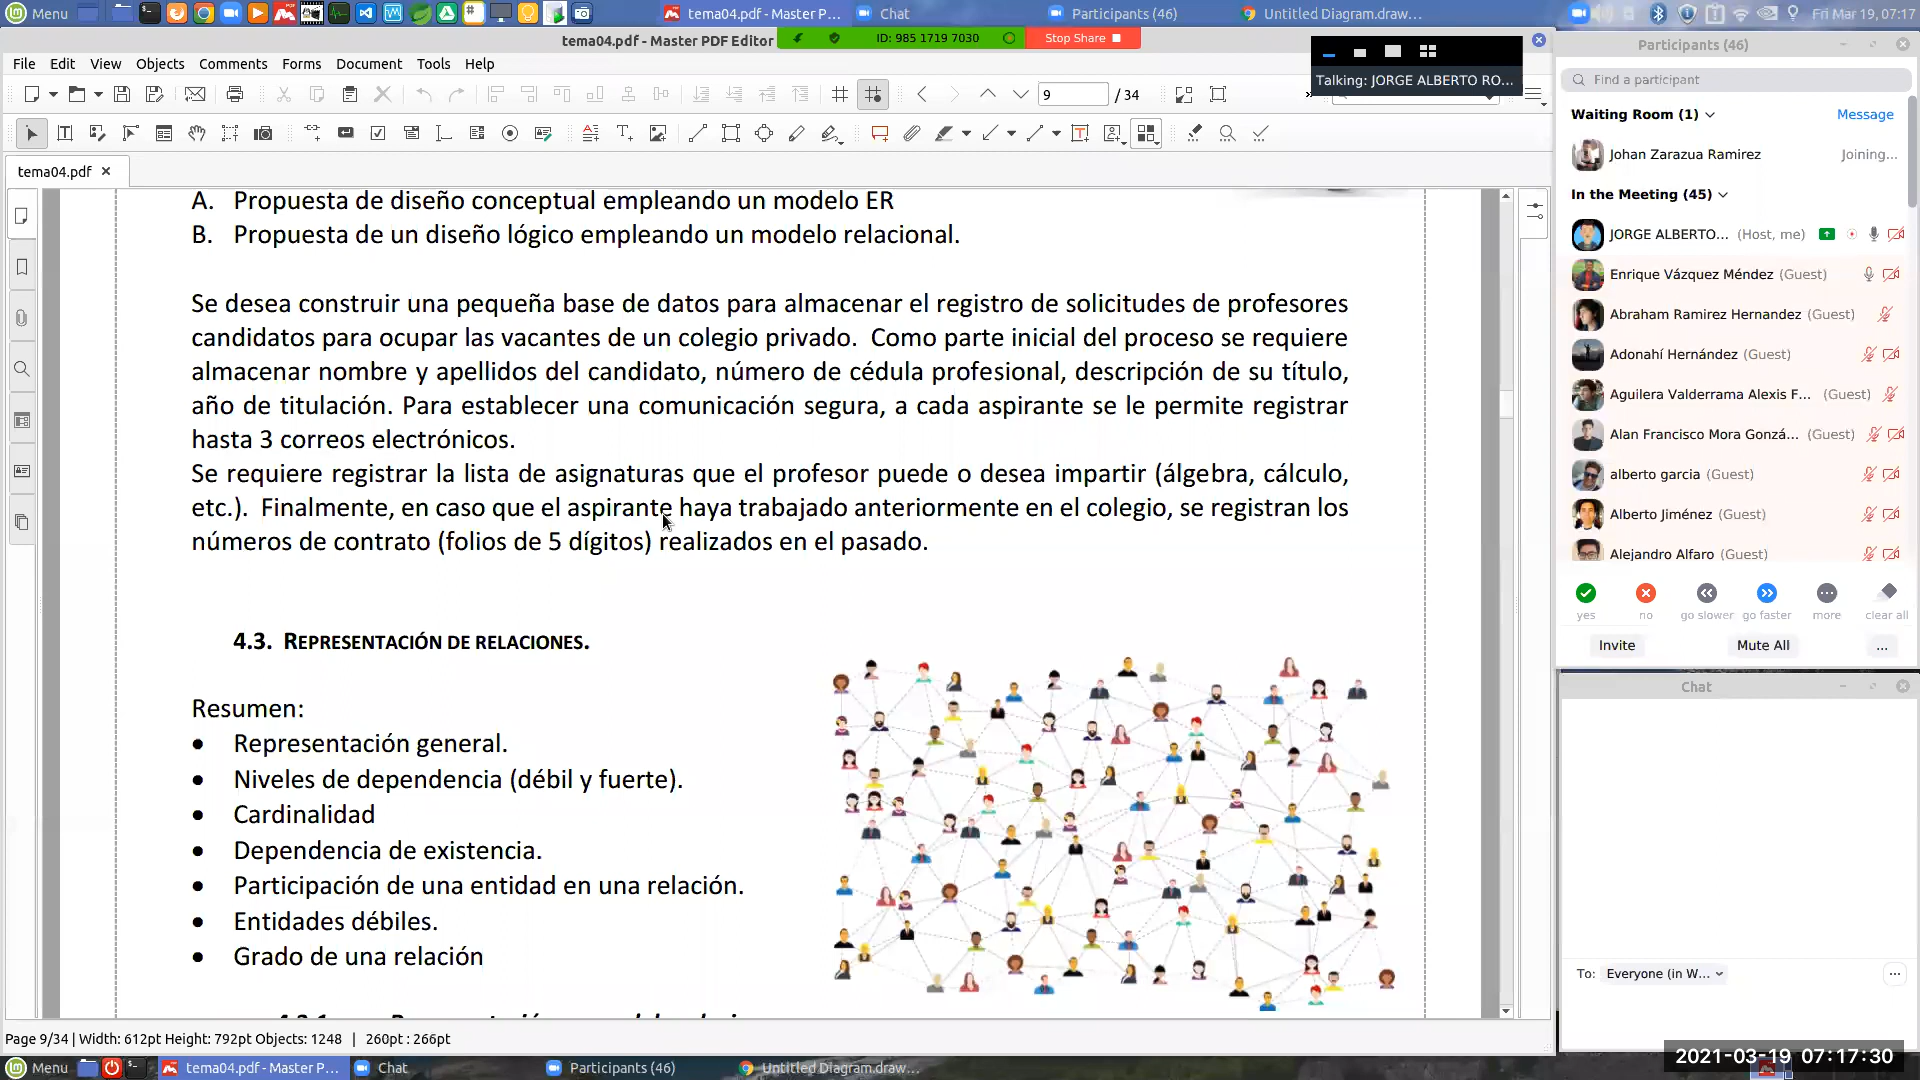 Menu
tema04.pdf - Master P...
Chat
Participants (46)
Untitled Diagram.draw...
Fri Mar 19, 07:17
tema04.pdf - Master PDF Editor
ID: 985 1719 7030
Stop Share
Talking: JORGE ALBERTO RO...
File Edit View Objects Comments Forms Document Tools Help
9 / 34
tema04.pdf
A. Propuesta de diseño conceptual empleando un modelo ER
B. Propuesta de un diseño lógico empleando un modelo relacional.
Se desea construir una pequeña base de datos para almacenar el registro de solicitudes de profesores
candidatos para ocupar las vacantes de un colegio privado. Como parte inicial del proceso se requiere
almacenar nombre y apellidos del candidato, número de cédula profesional, descripción de su título,
año de titulación. Para establecer una comunicación segura, a cada aspirante se le permite registrar
hasta 3 correos electrónicos.
Se requiere registrar la lista de asignaturas que el profesor puede o desea impartir (álgebra, cálculo,
etc.). Finalmente, en caso que el aspirante haya trabajado anteriormente en el colegio, se registran los
números de contrato (folios de 5 dígitos) realizados en el pasado.
4.3. REPRESENTACIÓN DE RELACIONES.
Resumen:
• Representación general.
• Niveles de dependencia (débil y fuerte).
• Cardinalidad
• Dependencia de existencia.
• Participación de una entidad en una relación.
• Entidades débiles.
• Grado de una relación
Page 9/34 | Width: 612pt Height: 792pt Objects: 1248 | 260pt : 266pt
Participants (46)
Find a participant
Waiting Room (1)
Message
Johan Zarazua Ramirez
Joining...
In the Meeting (45)
JORGE ALBERTO... (Host, me)
Enrique Vázquez Méndez (Guest)
Abraham Ramirez Hernandez (Guest)
Adonahí Hernández (Guest)
Aguilera Valderrama Alexis F... (Guest)
Alan Francisco Mora Gonzá... (Guest)
alberto garcia (Guest)
Alberto Jiménez (Guest)
Alejandro Alfaro (Guest)
yes no go slower go faster more clear all
Invite Mute All ...
Chat
To: Everyone (in W...
Menu
tema04.pdf - Master P...
Chat
Participants (46)
Untitled Diagram.draw...
2021-03-19 07:17:30